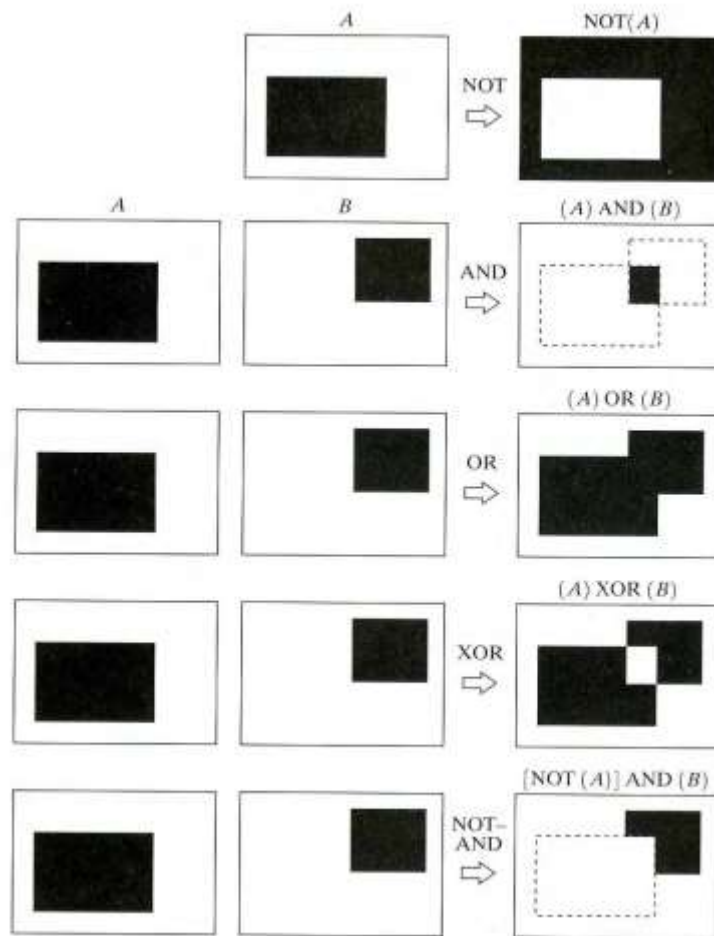 A
NOT(A)
NOT
A
B
(A) AND (B)
AND
(A) OR (B)
OR
(A) XOR (B)
XOR
[NOT (A)] AND (B)
NOT–
AND